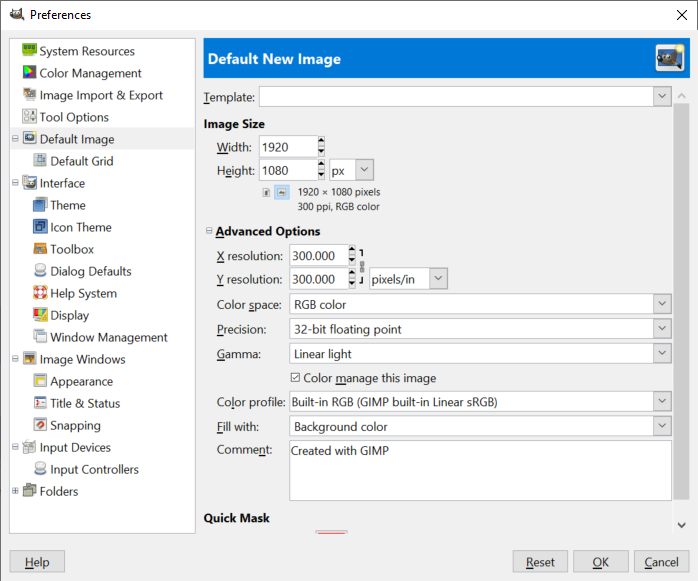 Preferences
System Resources
Color Management
Image Import & Export
Tool Options
Default Image
Default Grid
Interface
Theme
Icon Theme
Toolbox
Dialog Defaults
Help System
Display
Window Management
Image Windows
Appearance
Title & Status
Snapping
Input Devices
Input Controllers
Folders
Default New Image
Template:
Image Size
Width: 1920
Height: 1080 px
1920 × 1080 pixels
300 ppi, RGB color
Advanced Options
X resolution: 300.000
Y resolution: 300.000 pixels/in
Color space: RGB color
Precision: 32-bit floating point
Gamma: Linear light
Color manage this image
Color profile: Built-in RGB (GIMP built-in Linear sRGB)
Fill with: Background color
Comment: Created with GIMP
Quick Mask
Help Reset OK Cancel